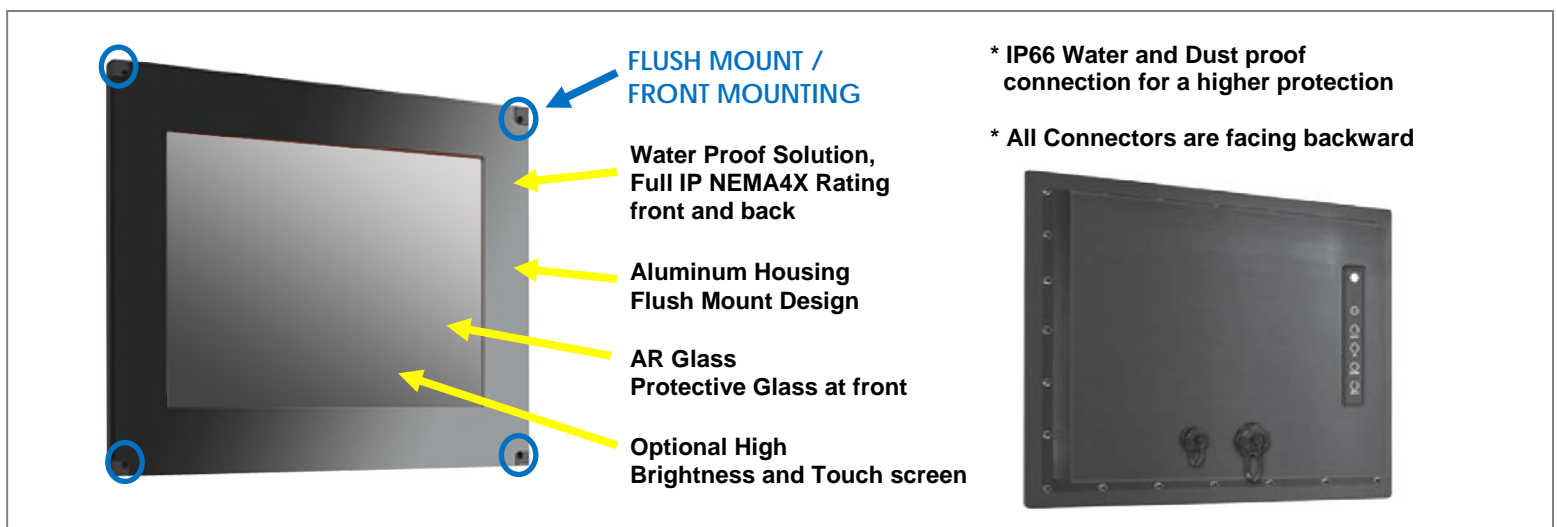 FLUSH MOUNT /
FRONT MOUNTING
Water Proof Solution,
Full IP NEMA4X Rating
front and back
Aluminum Housing
Flush Mount Design
AR Glass
Protective Glass at front
Optional High
Brightness and Touch screen
* IP66 Water and Dust proof
connection for a higher protection
* All Connectors are facing backward